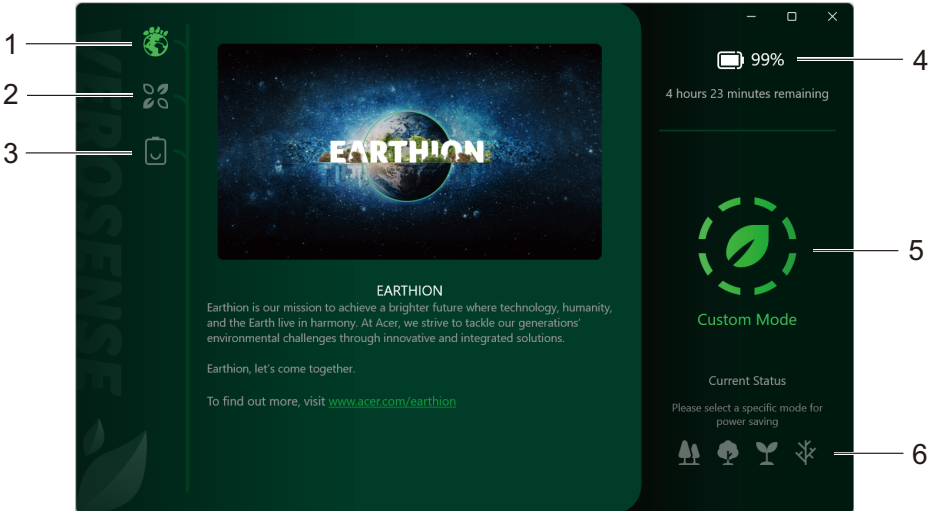 1
2
3
VEROSENSE
EARTHION
EARTHION
Earthion is our mission to achieve a brighter future where technology, humanity,
and the Earth live in harmony. At Acer, we strive to tackle our generations'
environmental challenges through innovative and integrated solutions.
Earthion, let's come together.
To find out more, visit www.acer.com/earthion
99%
4
4 hours 23 minutes remaining
5
Custom Mode
Current Status
Please select a specific mode for
power saving
6